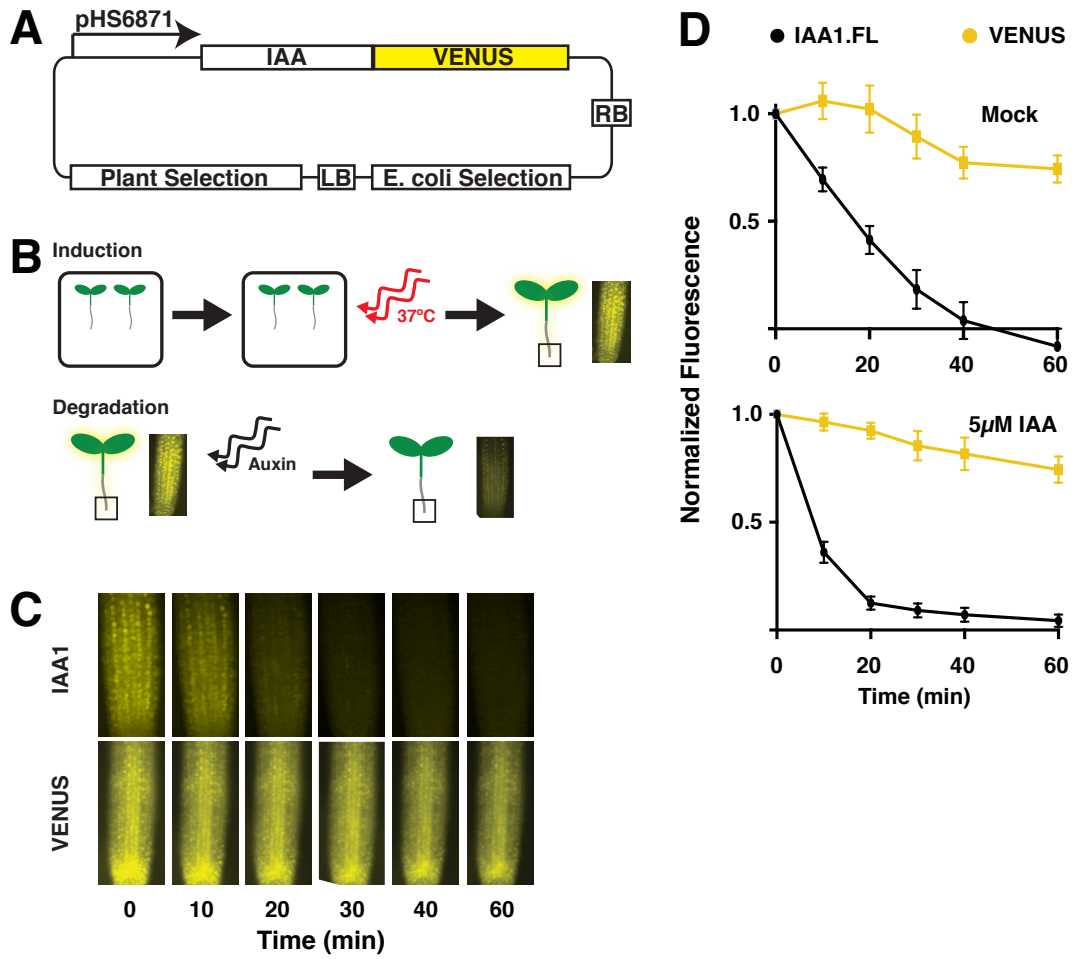 A
pHS6871
IAA VENUS
RB
Plant Selection LB E. coli Selection
B
Induction
37ºC
Degradation
Auxin
C
IAA1
VENUS
0 10 20 30 40 60
Time (min)
D
IAA1.FL VENUS
Normalized Fluorescence
Mock
1.0
0.5
0 20 40 60
5µM IAA
1.0
0.5
0 20 40 60
Time (min)